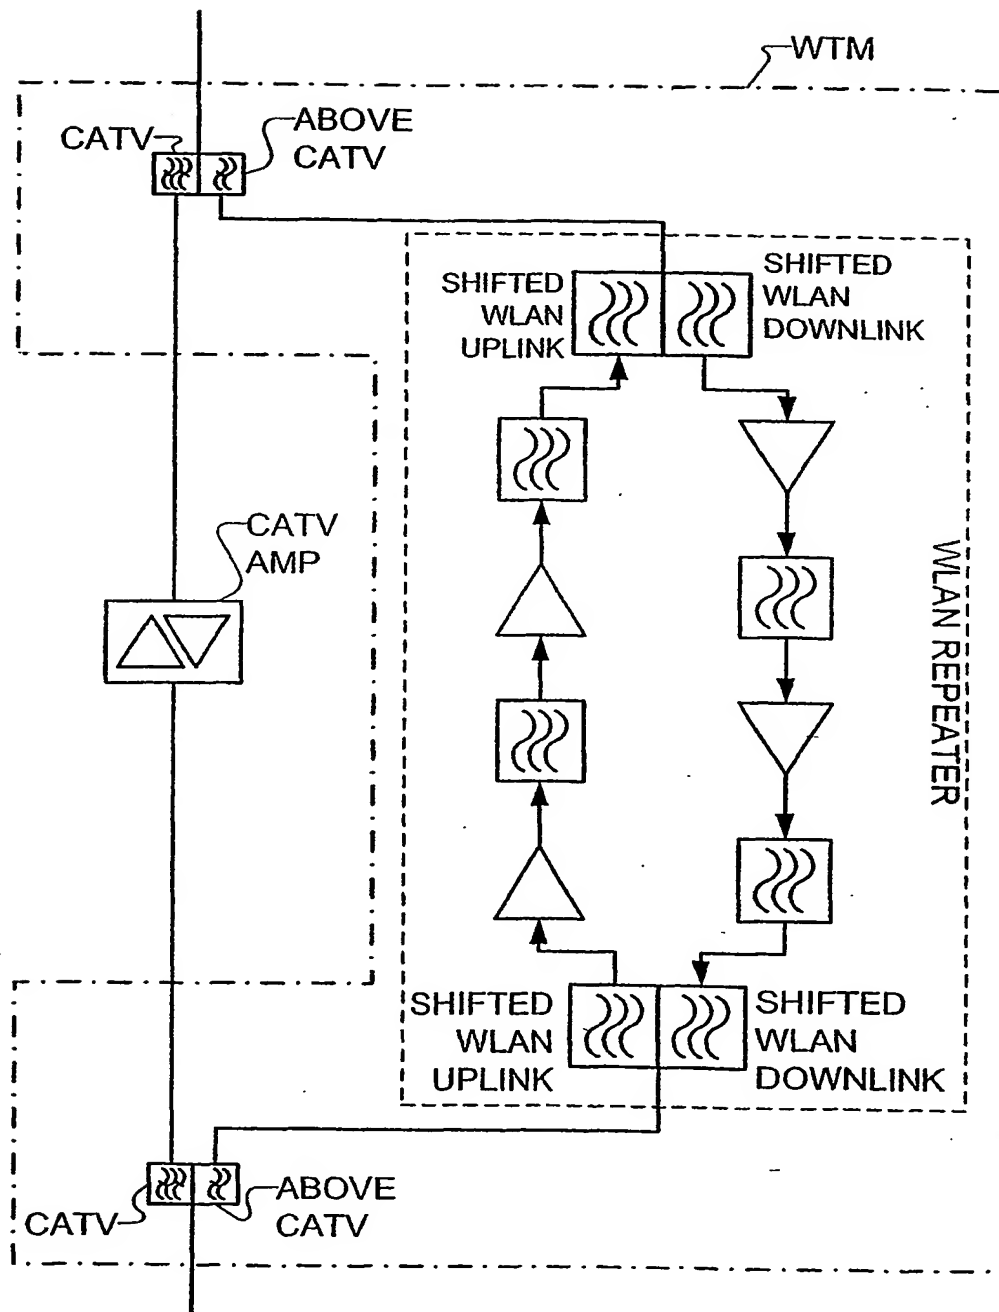 WTM
CATV
ABOVE
CATV
SHIFTED
WLAN
UPLINK
SHIFTED
WLAN
DOWNLINK
CATV
AMP
WLAN REPEATER
SHIFTED
WLAN
UPLINK
SHIFTED
WLAN
DOWNLINK
CATV
ABOVE
CATV